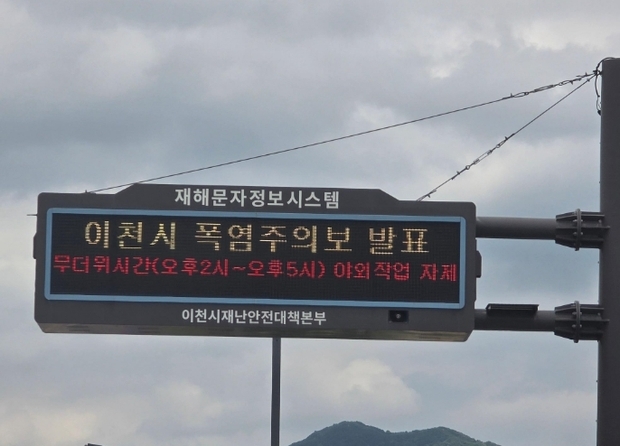 재해문자정보시스템
이천시 폭염주의보 발표
무더위시간(오후2시~오후5시) 야외작업 자제
이천시재난안전대책본부